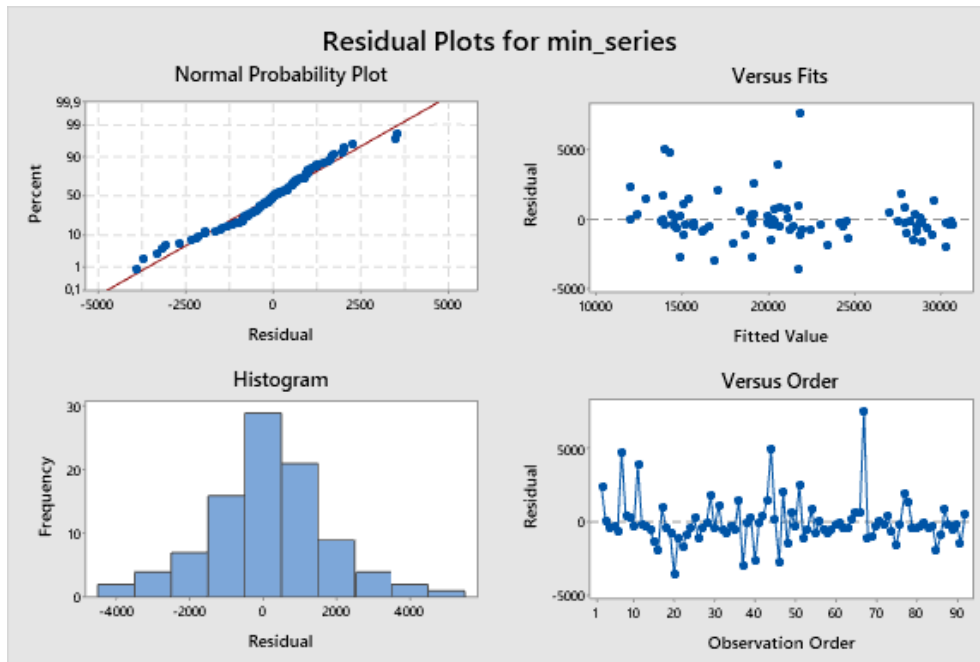 Residual Plots for min_series
Normal Probability Plot
99,9
99
90
50
10
1
0,1
Percent
-5000 -2500 0 2500 5000
Residual
Versus Fits
5000
0
-5000
Residual
10000 15000 20000 25000 30000
Fitted Value
Histogram
30
20
10
0
Frequency
-4000 -2000 0 2000 4000
Residual
Versus Order
5000
0
-5000
Residual
1 10 20 30 40 50 60 70 80 90
Observation Order